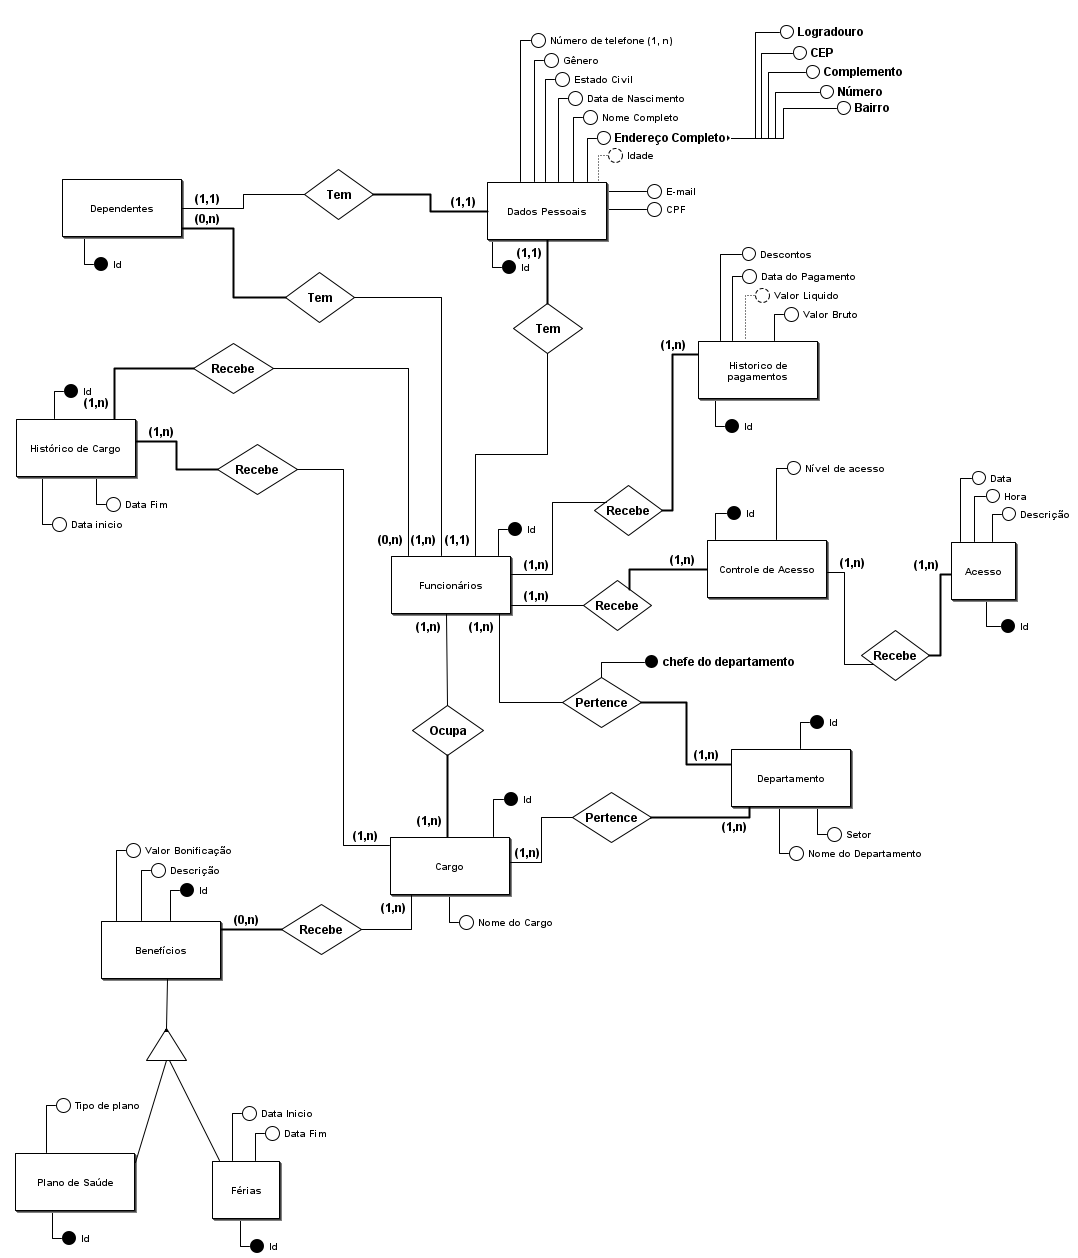 Logradouro
CEP
Complemento
Número
Bairro
Número de telefone (1, n)
Gênero
Estado Civil
Data de Nascimento
Nome Completo
Endereço Completo
Idade
E-mail
CPF
Dados Pessoais
Id
(1,1)
(1,1)
Tem
(1,1)
(0,n)
Dependentes
Id
Tem
Tem
Descontos
Data do Pagamento
Valor Liquido
Valor Bruto
(1,n)
Historico de
pagamentos
Id
Recebe
Id
(1,n)
Histórico de Cargo
(1,n)
Recebe
Data Fim
Data inicio
Recebe
Nível de acesso
Id
Controle de Acesso
(1,n)
(1,n)
Data
Hora
Descrição
(1,n)
Acesso
Id
Recebe
Recebe
(0,n)
(1,n)
(1,1)
Id
Funcionários
(1,n)
(1,n)
(1,n)
(1,n)
chefe do departamento
Pertence
Ocupa
Id
(1,n)
Departamento
(1,n)
Setor
Nome do Departamento
Pertence
Id
(1,n)
(1,n)
Cargo
(1,n)
(1,n)
Nome do Cargo
Valor Bonificação
Descrição
Id
(0,n)
Recebe
Benefícios
Tipo de plano
Plano de Saúde
Id
Data Inicio
Data Fim
Férias
Id